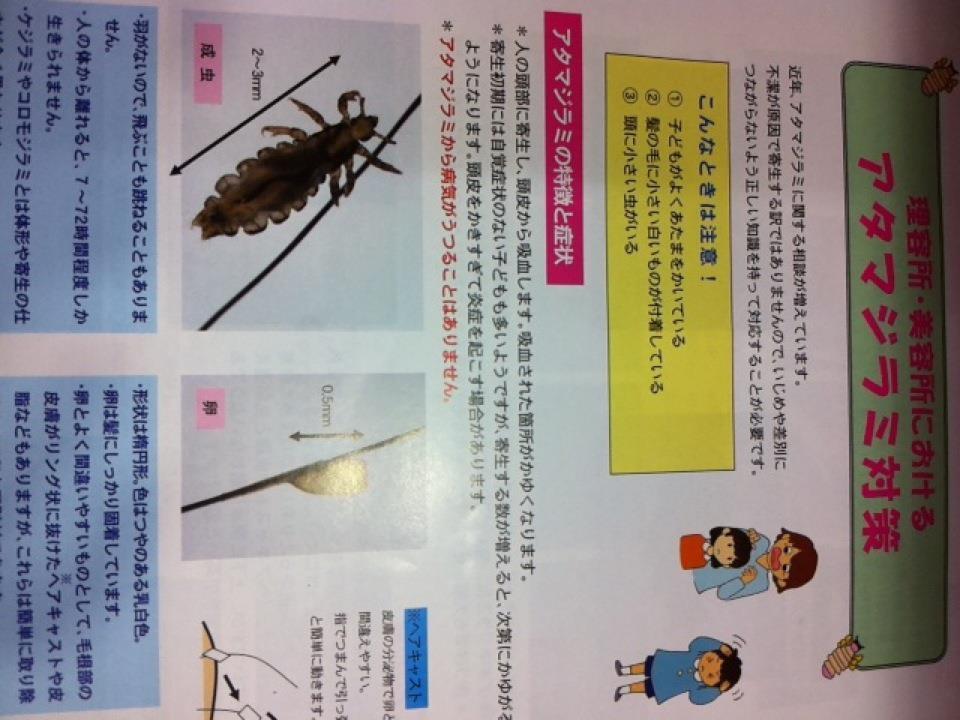 理容所・美容所における
アタマジラミ対策
近年、アタマジラミに関する相談が増えています。
不潔が原因で寄生する訳ではありませんので、いじめや差別に
つながらないよう正しい知識を持って対応することが必要です。
こんなときは注意!
① 子どもがよくあたまをかいている
② 髪の毛に小さい白いものが付着している
③ 頭に小さい虫がいる
アタマジラミの特徴と症状
＊人の頭部に寄生し、頭皮から吸血します。吸血された箇所がかゆくなります。
＊寄生初期には自覚症状のない子どもも多いようですが、寄生する数が増えると、次第にかゆがる
ようになります。頭皮をかきすぎて炎症を起こす場合があります。
＊アタマジラミから病気がうつることはありません。
2〜3mm
成虫
・羽がないので、飛ぶことも跳ねることもありま
せん。
・人の体から離れると、7〜72時間程度しか
生きられません。
・ケジラミやコロモジラミとは体形や寄生の仕
0.5mm
卵
・形状は楕円形。色はつやのある乳白色。
・卵は髪にしっかり固着しています。
・卵とよく間違いやすいものとして、毛根部の
皮膚がリング状に抜けたヘアキャスト※や皮
脂などもありますが、これらは簡単に取り除
※ヘアキャスト
皮膚の分泌物で卵と
間違えやすい。
指でつまんで引っ張
と簡単に動きます。